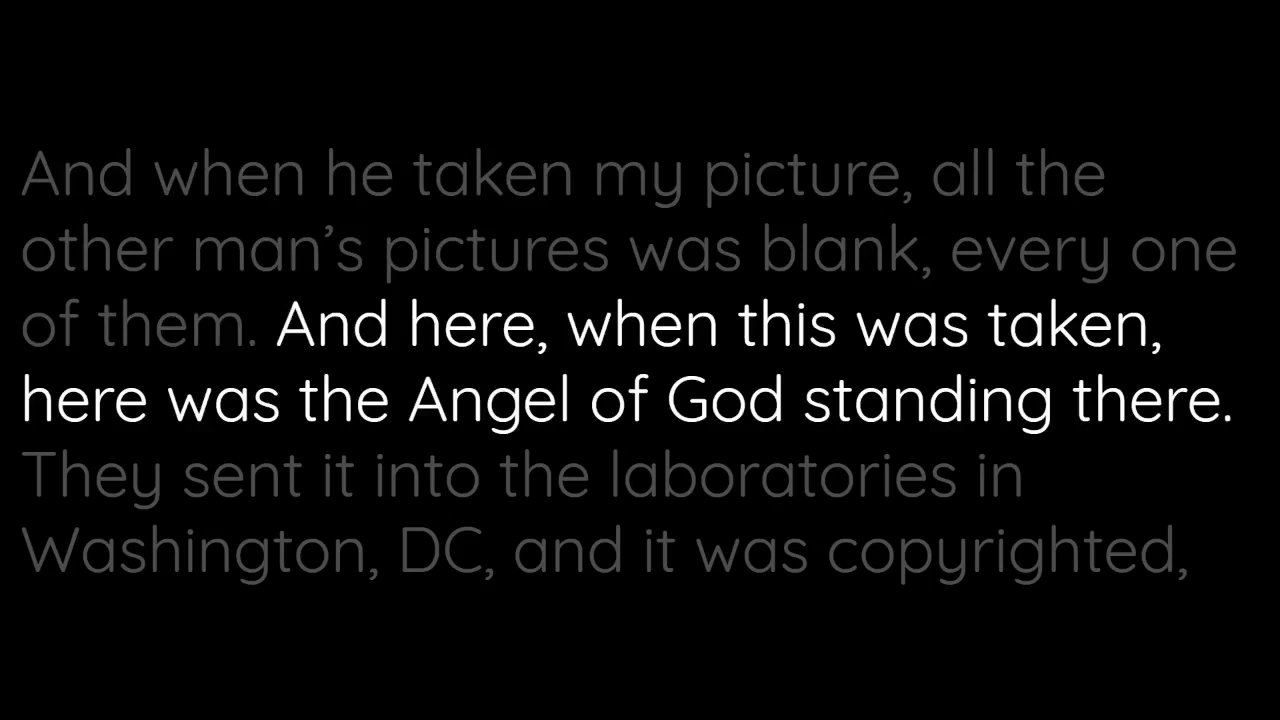 And when he taken my picture, all the
other man’s pictures was blank, every one
of them. And here, when this was taken,
here was the Angel of God standing there.
They sent it into the laboratories in
Washington, DC, and it was copyrighted,